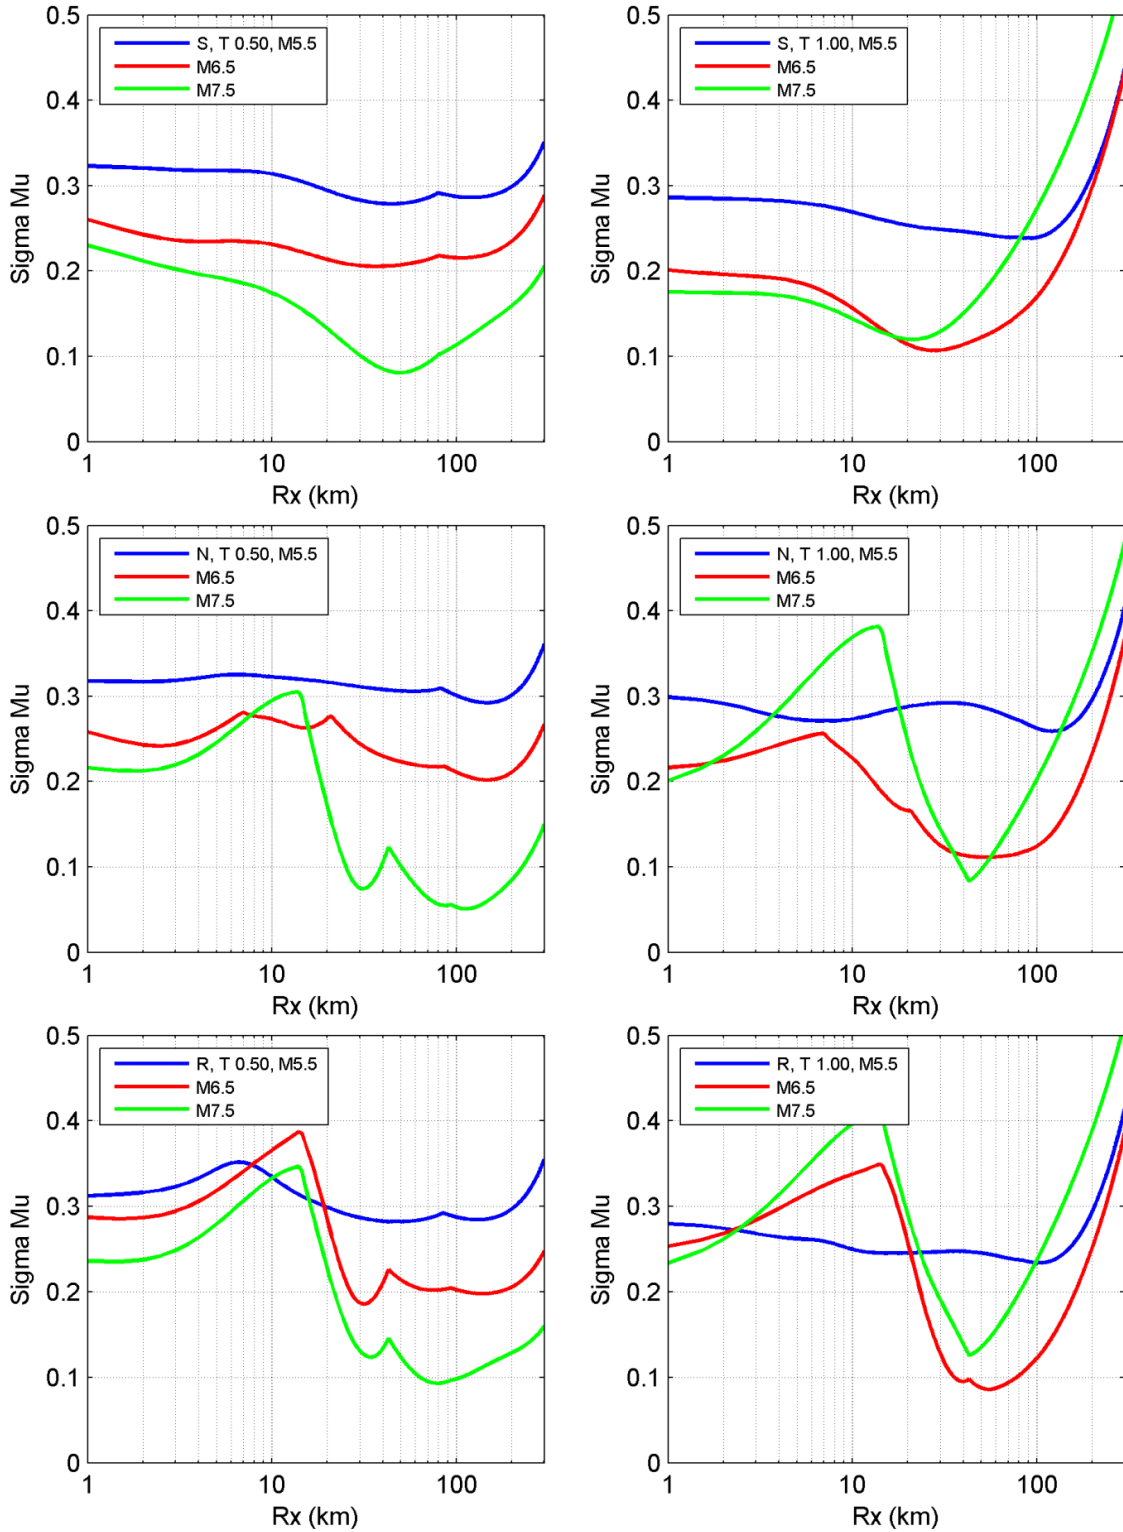 0.5
0.4
0.3
0.2
0.1
0
Sigma Mu
S, T 0.50, M5.5
M6.5
M7.5
1
10
100
Rx (km)
0.5
0.4
0.3
0.2
0.1
0
Sigma Mu
S, T 1.00, M5.5
M6.5
M7.5
1
10
100
Rx (km)
0.5
0.4
0.3
0.2
0.1
0
Sigma Mu
N, T 0.50, M5.5
M6.5
M7.5
1
10
100
Rx (km)
0.5
0.4
0.3
0.2
0.1
0
Sigma Mu
N, T 1.00, M5.5
M6.5
M7.5
1
10
100
Rx (km)
0.5
0.4
0.3
0.2
0.1
0
Sigma Mu
R, T 0.50, M5.5
M6.5
M7.5
1
10
100
Rx (km)
0.5
0.4
0.3
0.2
0.1
0
Sigma Mu
R, T 1.00, M5.5
M6.5
M7.5
1
10
100
Rx (km)